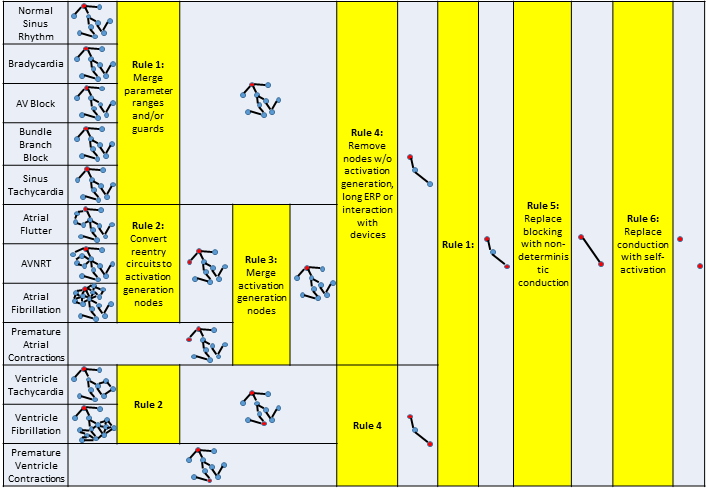 Normal
Sinus
Rhythm
Bradycardia
AV Block
Bundle
Branch
Block
Sinus
Tachycardia
Atrial
Flutter
AVNRT
Atrial
Fibrillation
Premature
Atrial
Contractions
Ventricle
Tachycardia
Ventricle
Fibrillation
Premature
Ventricle
Contractions
Rule 1:
Merge
parameter
ranges
and/or
guards
Rule 2:
Convert
reentry
circuits to
activation
generation
nodes
Rule 2
Rule 3:
Merge
activation
generation
nodes
Rule 4:
Remove
nodes w/o
activation
generation,
long ERP or
interaction
with
devices
Rule 4
Rule 1:
Rule 5:
Replace
blocking
with non-
determinis
tic
conduction
Rule 6:
Replace
conduction
with self-
activation